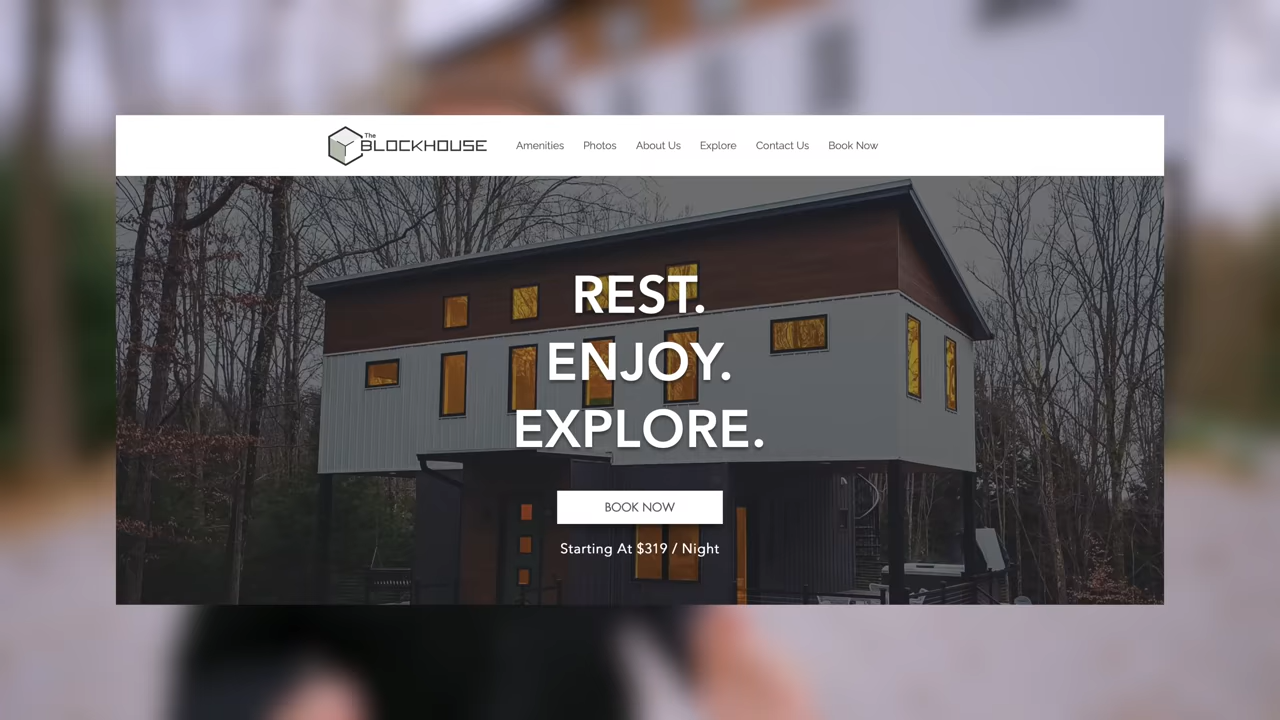 The
BLOCKHOUSE
Amenities Photos About Us Explore Contact Us Book Now
REST.
ENJOY.
EXPLORE.
BOOK NOW
Starting At $319 / Night